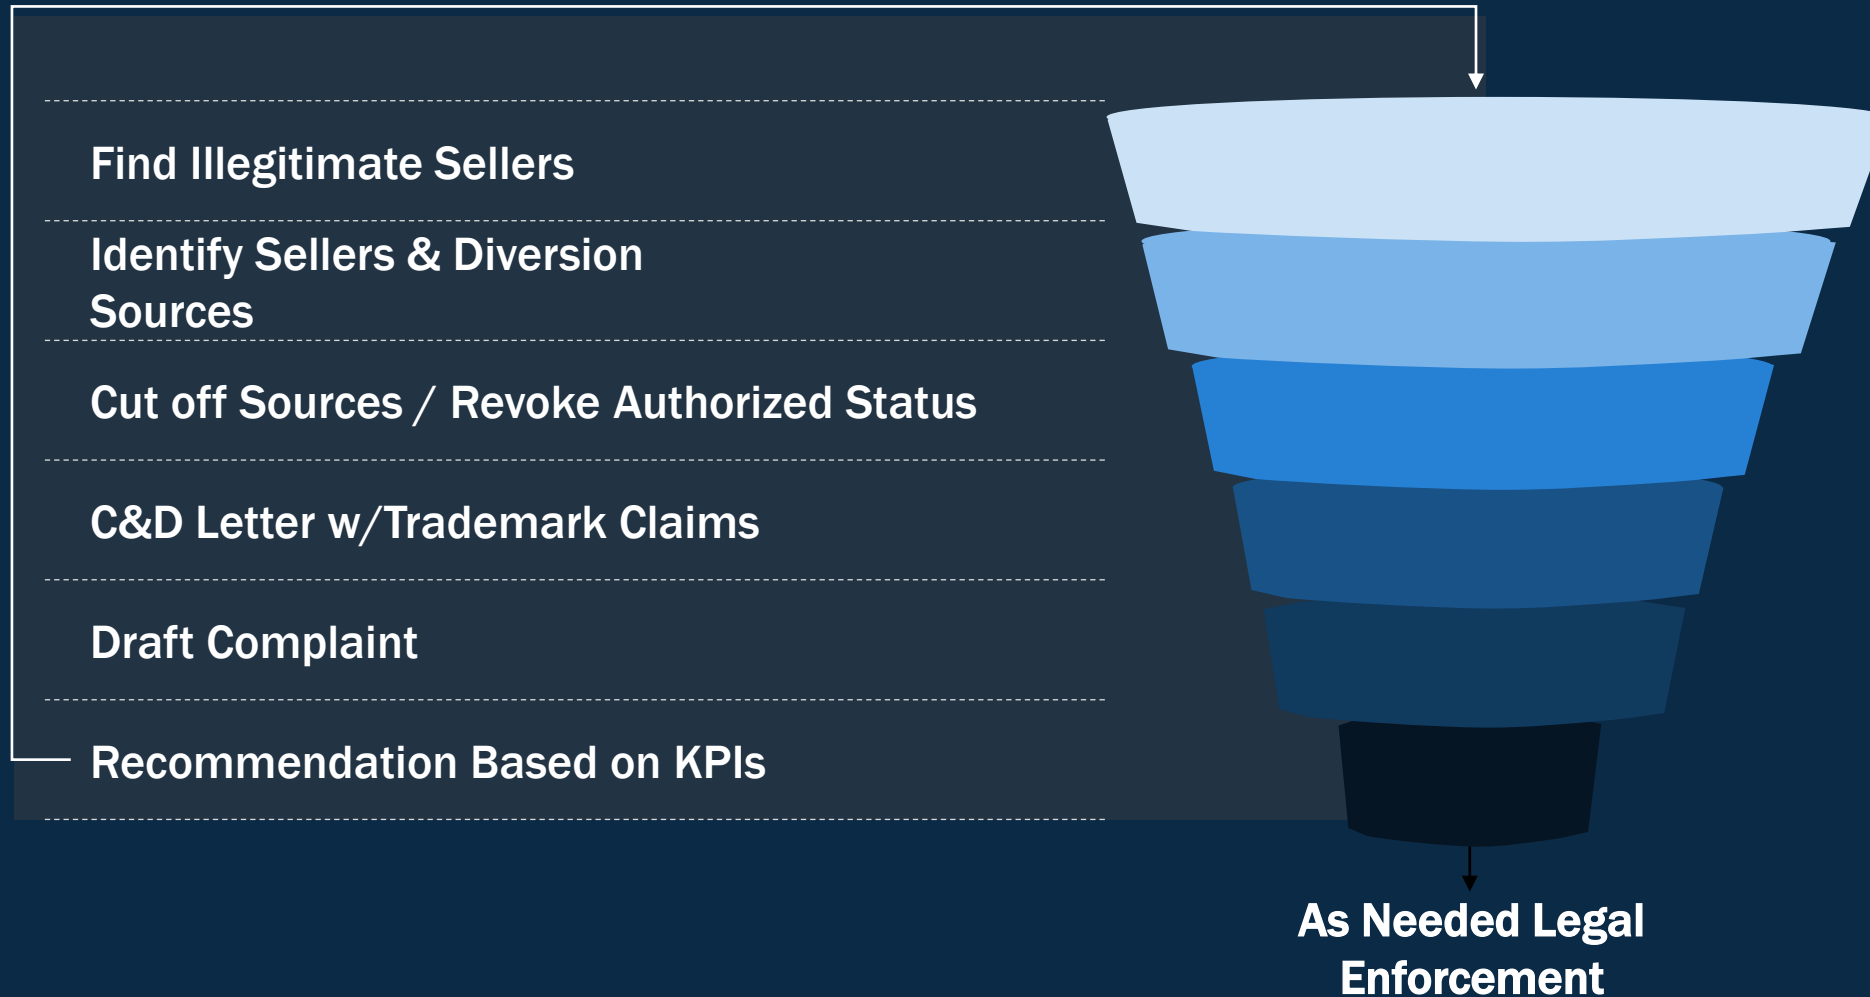 Find Illegitimate Sellers
Identify Sellers & Diversion
Sources
Cut off Sources / Revoke Authorized Status
C&D Letter w/Trademark Claims
Draft Complaint
Recommendation Based on KPIs
As Needed Legal
Enforcement